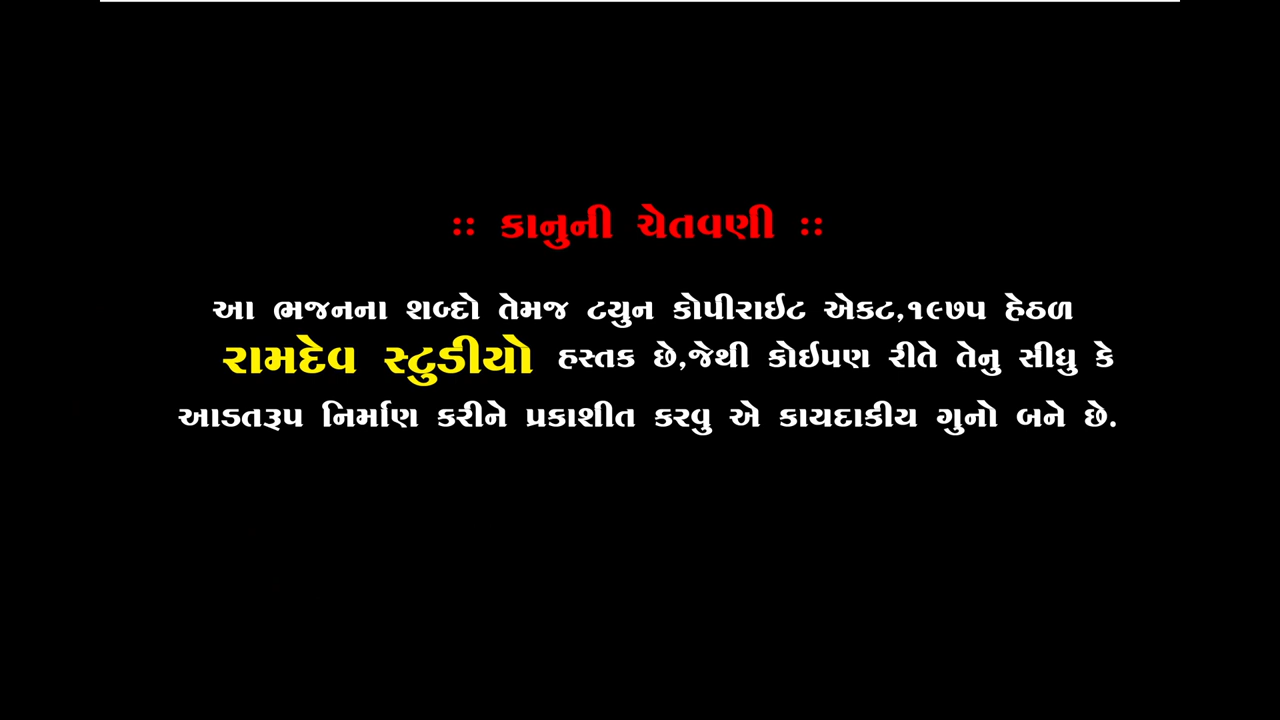 :: કાનુની ચેતવણી ::
આ ભજનના શબ્દો તેમજ ટયુન કોપીરાઈટ એકટ,૧૯૭૫ હેઠળ
રામદેવ સ્ટુડીયો હસ્તક છે,જેથી કોઈપણ રીતે તેનુ સીધુ કે
આડતરૂપ નિર્માણ કરીને પ્રકાશીત કરવુ એ કાયદાકીય ગુનો બને છે.